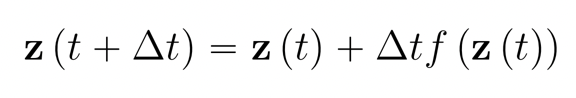 𝐳 (t + Δt) = 𝐳 (t) + Δtf (𝐳 (t))